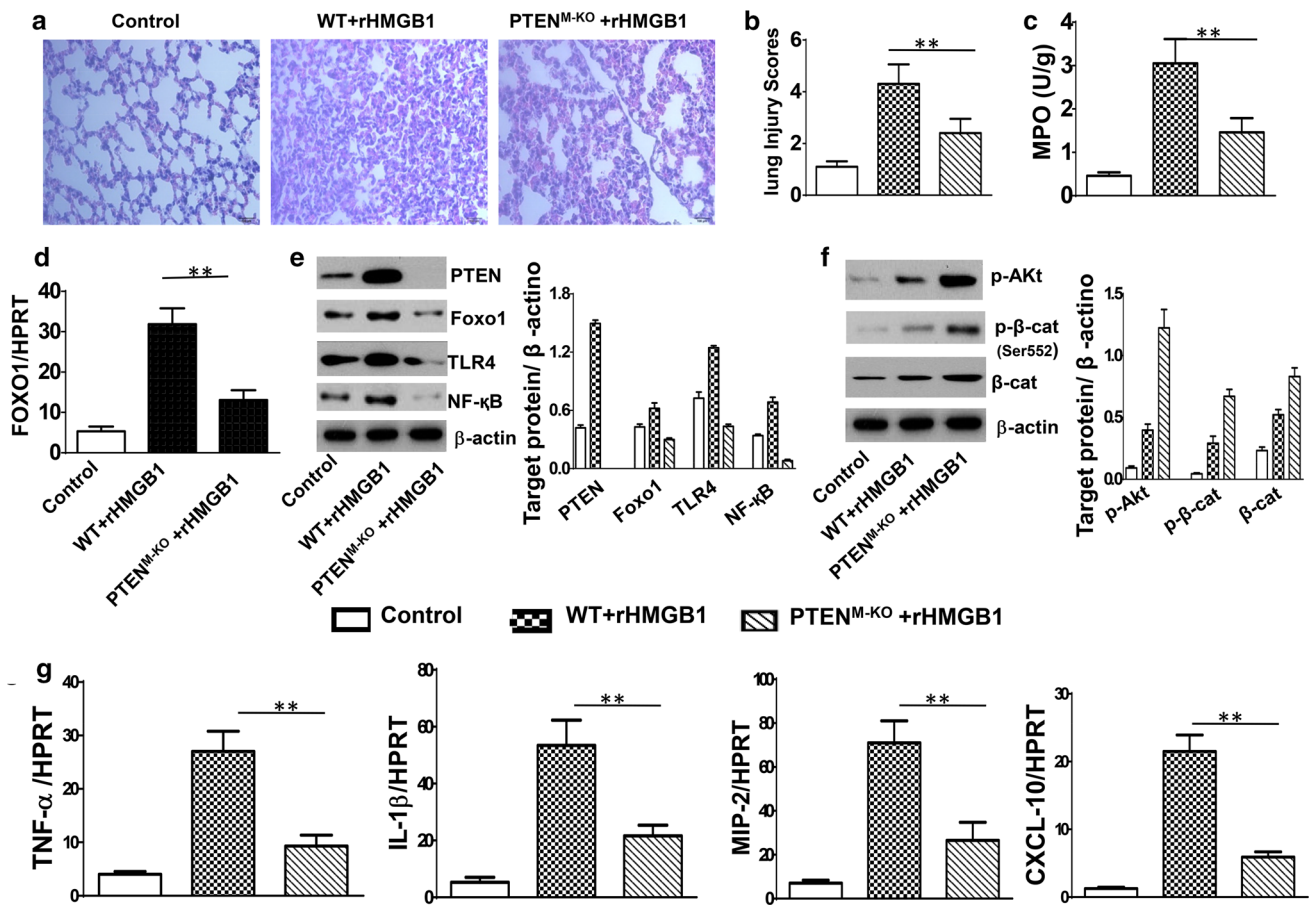 a
Control
WT+rHMGB1
PTENM-KO +rHMGB1
b
lung Injury Scores
6
4
2
0
**
c
MPO (U/g)
4
3
2
1
0
**
d
FOXO1/HPRT
40
30
20
10
0
**
Control
WT+rHMGB1
PTENM-KO +rHMGB1
e
PTEN
Foxo1
TLR4
NF-κB
β-actin
Control
WT+rHMGB1
PTENM-KO +rHMGB1
Target protein/ β -actino
1.8
1.2
0.6
0.0
PTEN
Foxo1
TLR4
NF-κB
f
p-AKt
p-β-cat
(Ser552)
β-cat
β-actin
Control
WT+rHMGB1
PTENM-KO +rHMGB1
Target protein/ β -actino
1.5
1.0
0.5
0.0
p-Akt
p-β-cat
β-cat
Control
WT+rHMGB1
PTENM-KO +rHMGB1
g
TNF-α /HPRT
40
30
20
10
0
**
IL-1β/HPRT
80
60
40
20
0
**
MIP-2/HPRT
100
80
60
40
20
0
**
CXCL-10/HPRT
30
20
10
0
**